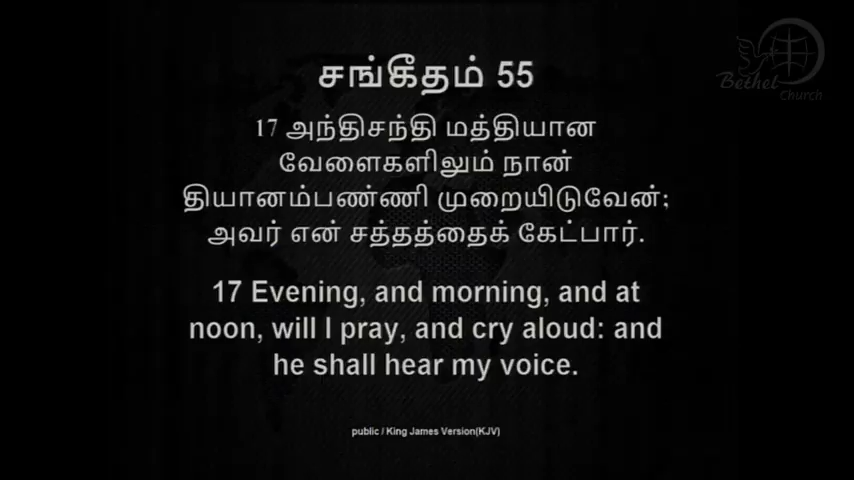 சங்கீதம் 55
Bethel
Church
17 அந்திசந்தி மத்தியான
வேளைகளிலும் நான்
தியானம்பண்ணி முறையிடுவேன்;
அவர் என் சத்தத்தைக் கேட்பார்.
17 Evening, and morning, and at
noon, will I pray, and cry aloud: and
he shall hear my voice.
public / King James Version(KJV)